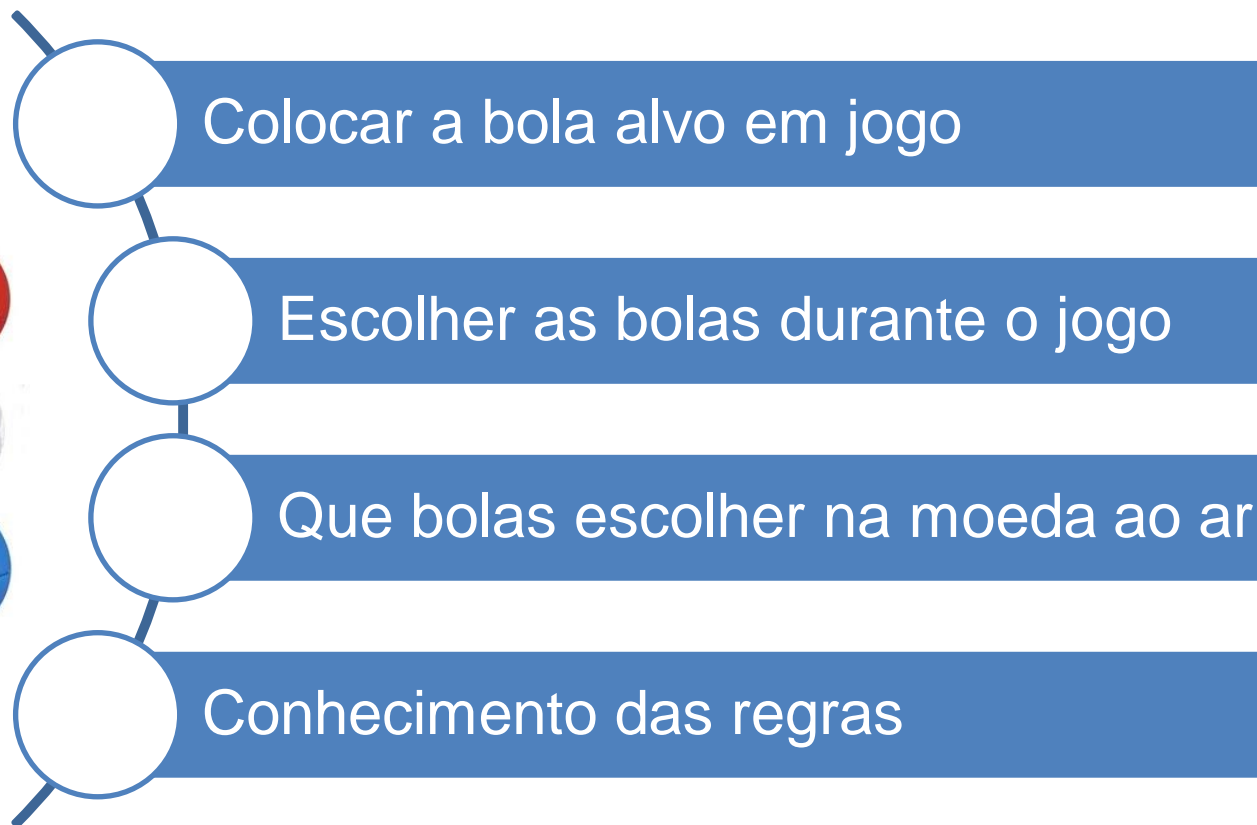 Colocar a bola alvo em jogo
Escolher as bolas durante o jogo
Que bolas escolher na moeda ao ar
Conhecimento das regras